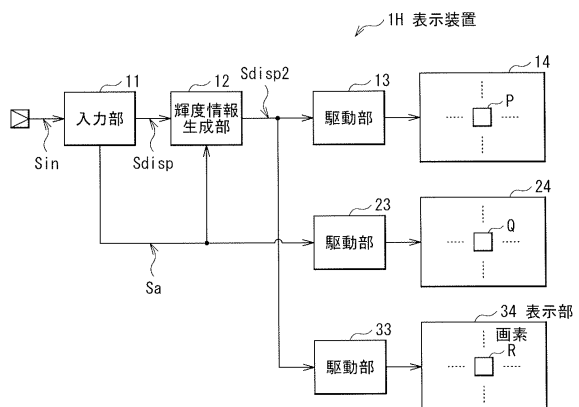 1H 表示装置
11
入力部
12
輝度情報
生成部
Sdisp2
13
駆動部
14
P
Sin
Sdisp
23
駆動部
24
Q
Sa
33
駆動部
34 表示部
画素
R